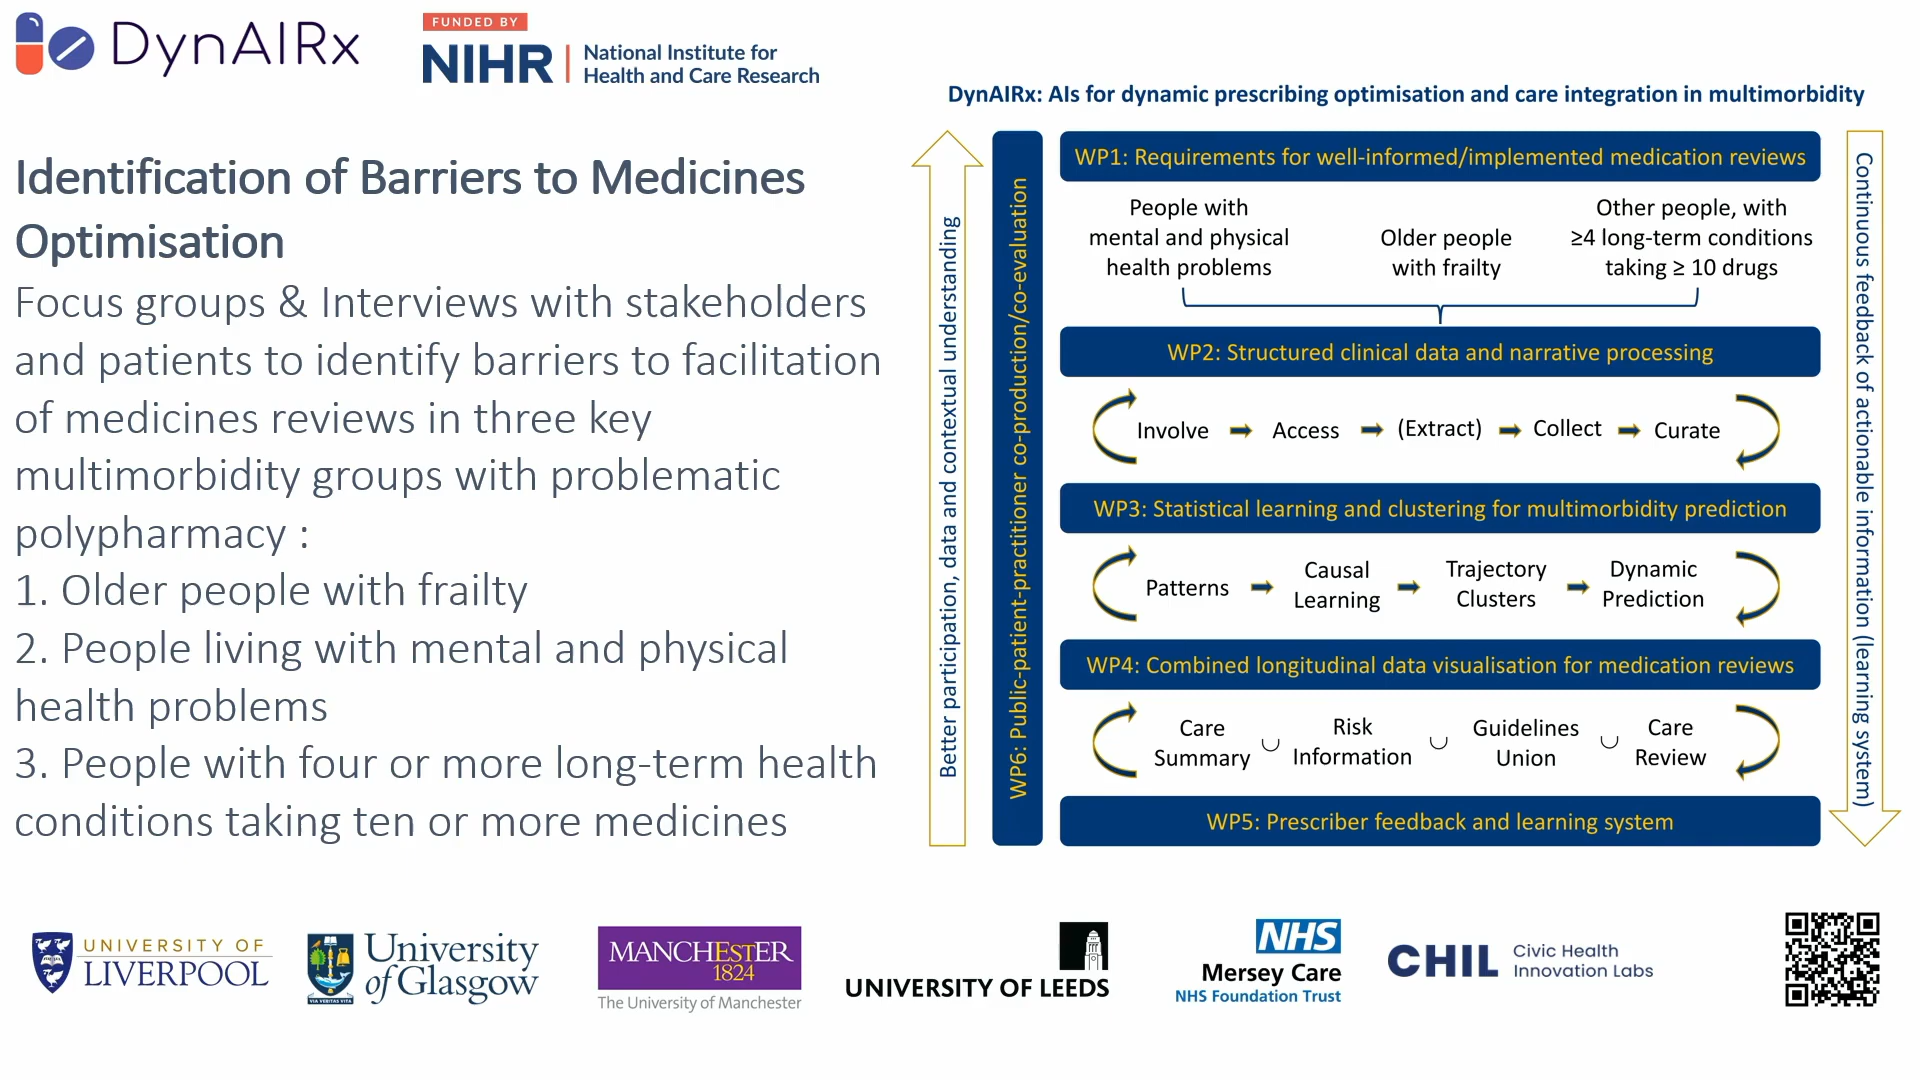 DynAIRx
FUNDED BY
NIHR
National Institute for
Health and Care Research
Identification of Barriers to Medicines
Optimisation
Focus groups & Interviews with stakeholders
and patients to identify barriers to facilitation
of medicines reviews in three key
multimorbidity groups with problematic
polypharmacy :
1. Older people with frailty
2. People living with mental and physical
health problems
3. People with four or more long-term health
conditions taking ten or more medicines
DynAIRx: AIs for dynamic prescribing optimisation and care integration in multimorbidity
Better participation, data and contextual understanding
WP6: Public-patient-practitioner co-production/co-evaluation
WP1: Requirements for well-informed/implemented medication reviews
People with
mental and physical
health problems
Older people
with frailty
Other people, with
≥4 long-term conditions
taking ≥ 10 drugs
WP2: Structured clinical data and narrative processing
Involve Access (Extract) Collect Curate
WP3: Statistical learning and clustering for multimorbidity prediction
Patterns
Causal
Learning
Trajectory
Clusters
Dynamic
Prediction
WP4: Combined longitudinal data visualisation for medication reviews
Care
Summary
Risk
Information
Guidelines
Union
Care
Review
WP5: Prescriber feedback and learning system
Continuous feedback of actionable information (learning system)
UNIVERSITY OF
LIVERPOOL
VIA VERITAS VITA
University
of Glasgow
MANCHESTER
1824
The University of Manchester
UNIVERSITY OF LEEDS
NHS
Mersey Care
NHS Foundation Trust
CHIL
Civic Health
Innovation Labs